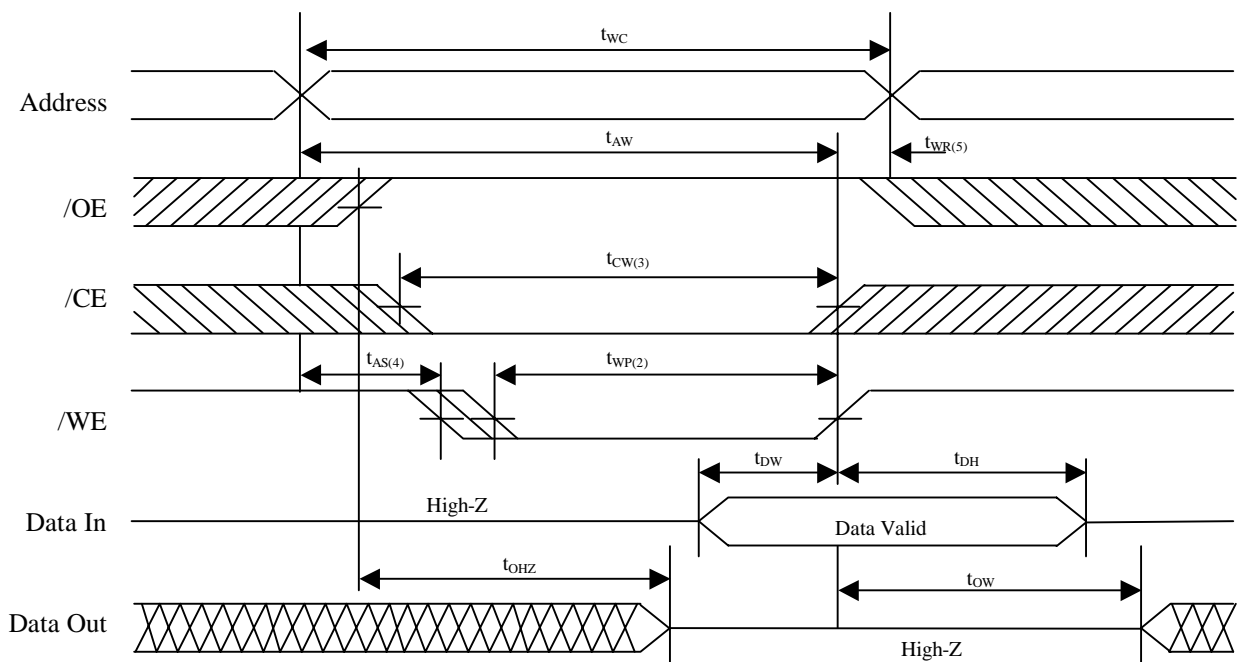 tWC
Address
tAW
tWR(5)
/OE
tCW(3)
/CE
tAS(4)
tWP(2)
/WE
tDW
tDH
High-Z
Data In
Data Valid
tOHZ
tOW
Data Out
High-Z